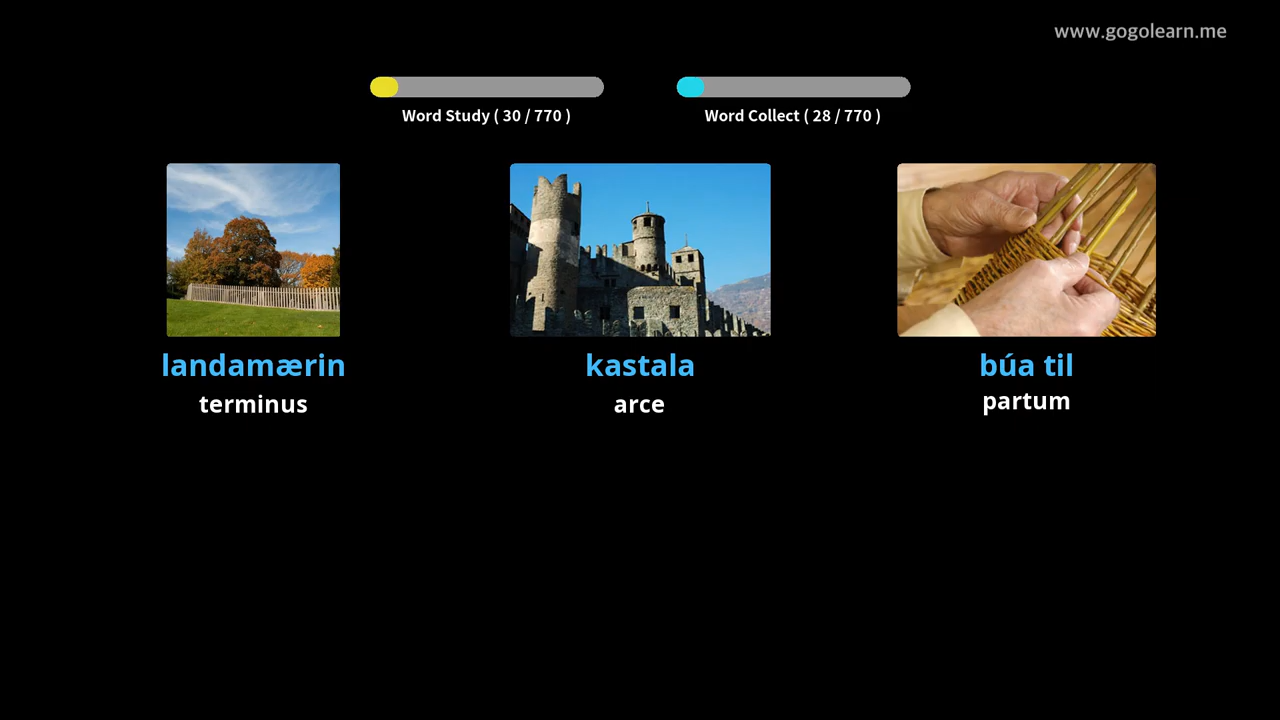 www.gogolearn.me
Word Study ( 30 / 770 )
Word Collect ( 28 / 770 )
landamærin
kastala
búa til
terminus
arce
partum